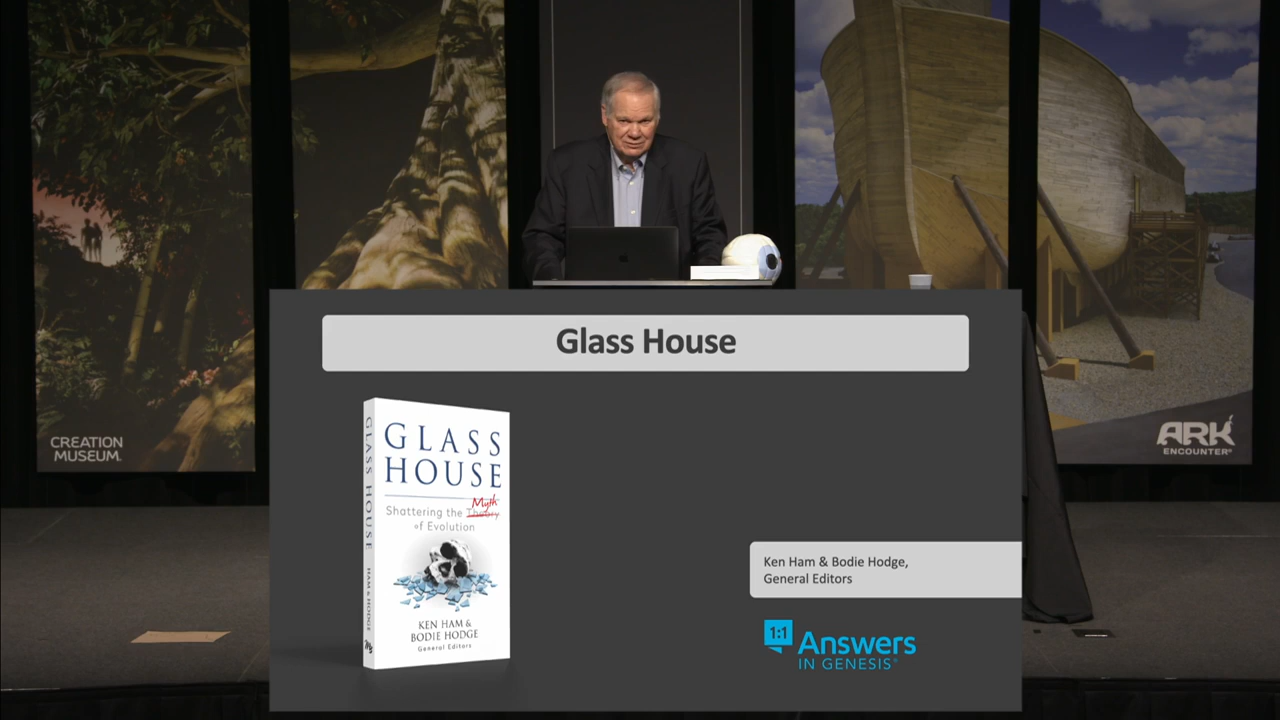 CREATION
MUSEUM
ARK
ENCOUNTER
Glass House
GLASS HOUSE
HAM & HODGE
GLASS
HOUSE
Myth
Shattering the Theory
of Evolution
KEN HAM &
BODIE HODGE
General Editors
Ken Ham & Bodie Hodge,
General Editors
1:1
Answers
IN GENESIS®